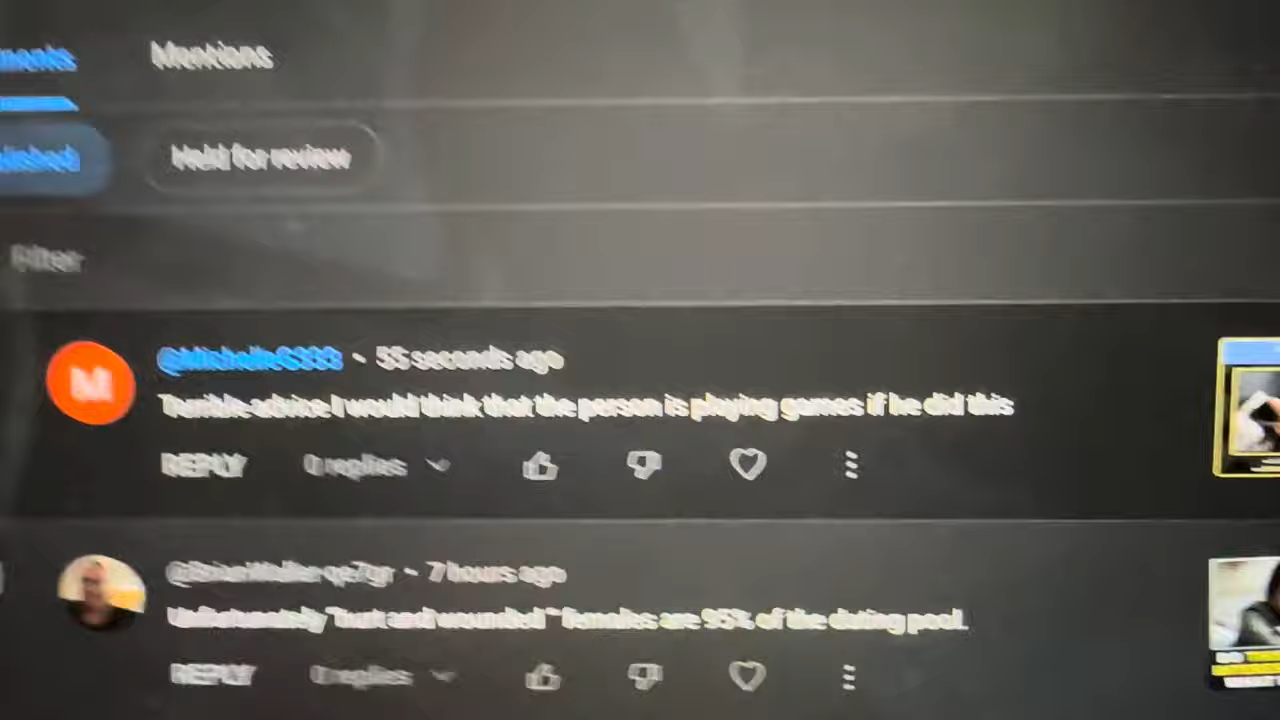 Mentions
Held for review
Filter
M
55 seconds ago
Terrible advice I would think that the person is playing games if he did this
REPLY 0 replies
7 hours ago
Unfortunately "hurt and wounded" females are 95% of the dating pool.
REPLY 0 replies